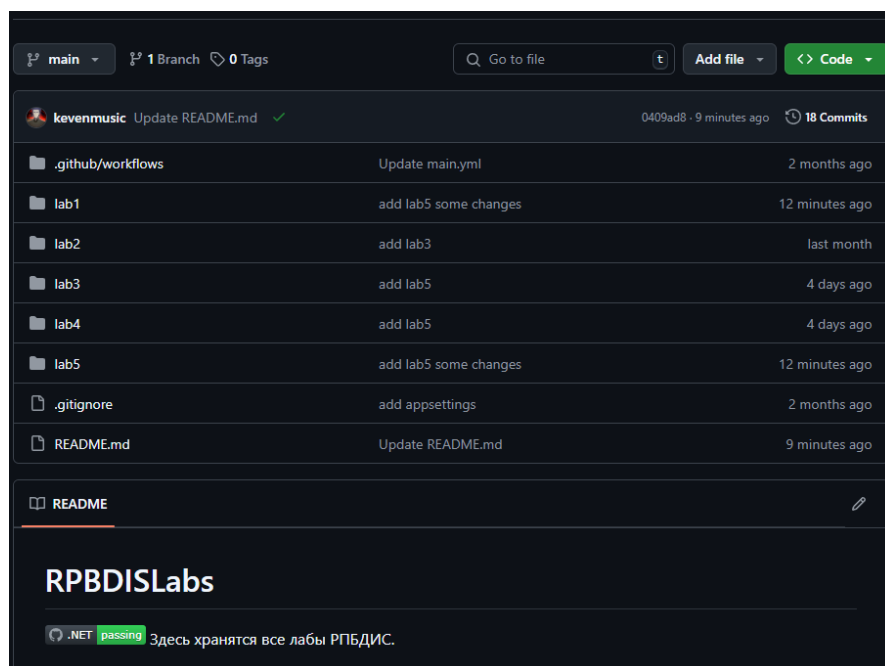 main 1 Branch 0 Tags Go to file t Add file <> Code
kevenmusic Update README.md 0409ad8 · 9 minutes ago 18 Commits
.github/workflows Update main.yml 2 months ago
lab1 add lab5 some changes 12 minutes ago
lab2 add lab3 last month
lab3 add lab5 4 days ago
lab4 add lab5 4 days ago
lab5 add lab5 some changes 12 minutes ago
.gitignore add appsettings 2 months ago
README.md Update README.md 9 minutes ago
README
RPBDISLabs
.NET passing Здесь хранятся все лабы РПБДИС.